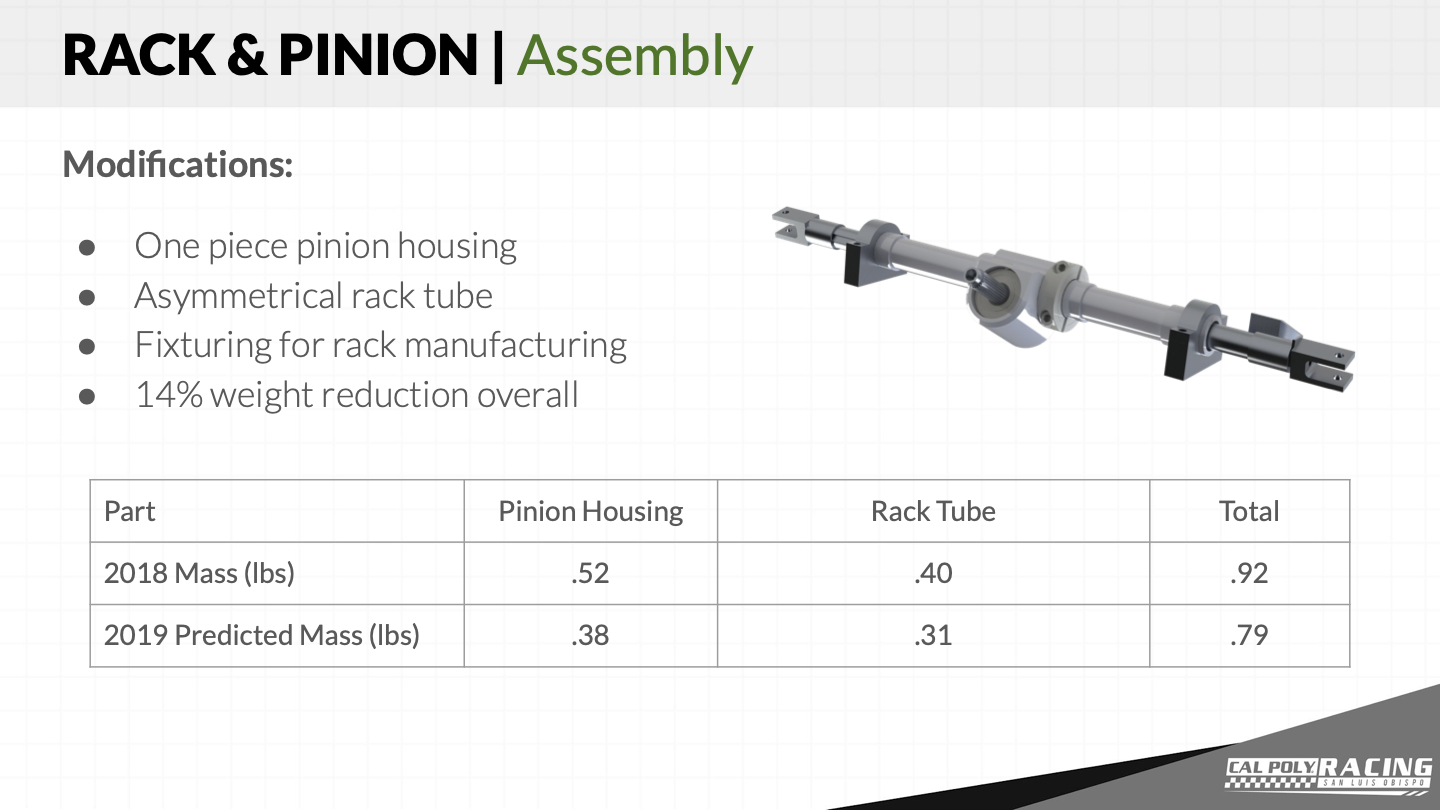 RACK & PINION | Assembly
Modifications:
● One piece pinion housing
● Asymmetrical rack tube
● Fixturing for rack manufacturing
● 14% weight reduction overall
Part Pinion Housing Rack Tube Total
2018 Mass (lbs) .52 .40 .92
2019 Predicted Mass (lbs) .38 .31 .79
CAL POLY RACING
SAN LUIS OBISPO